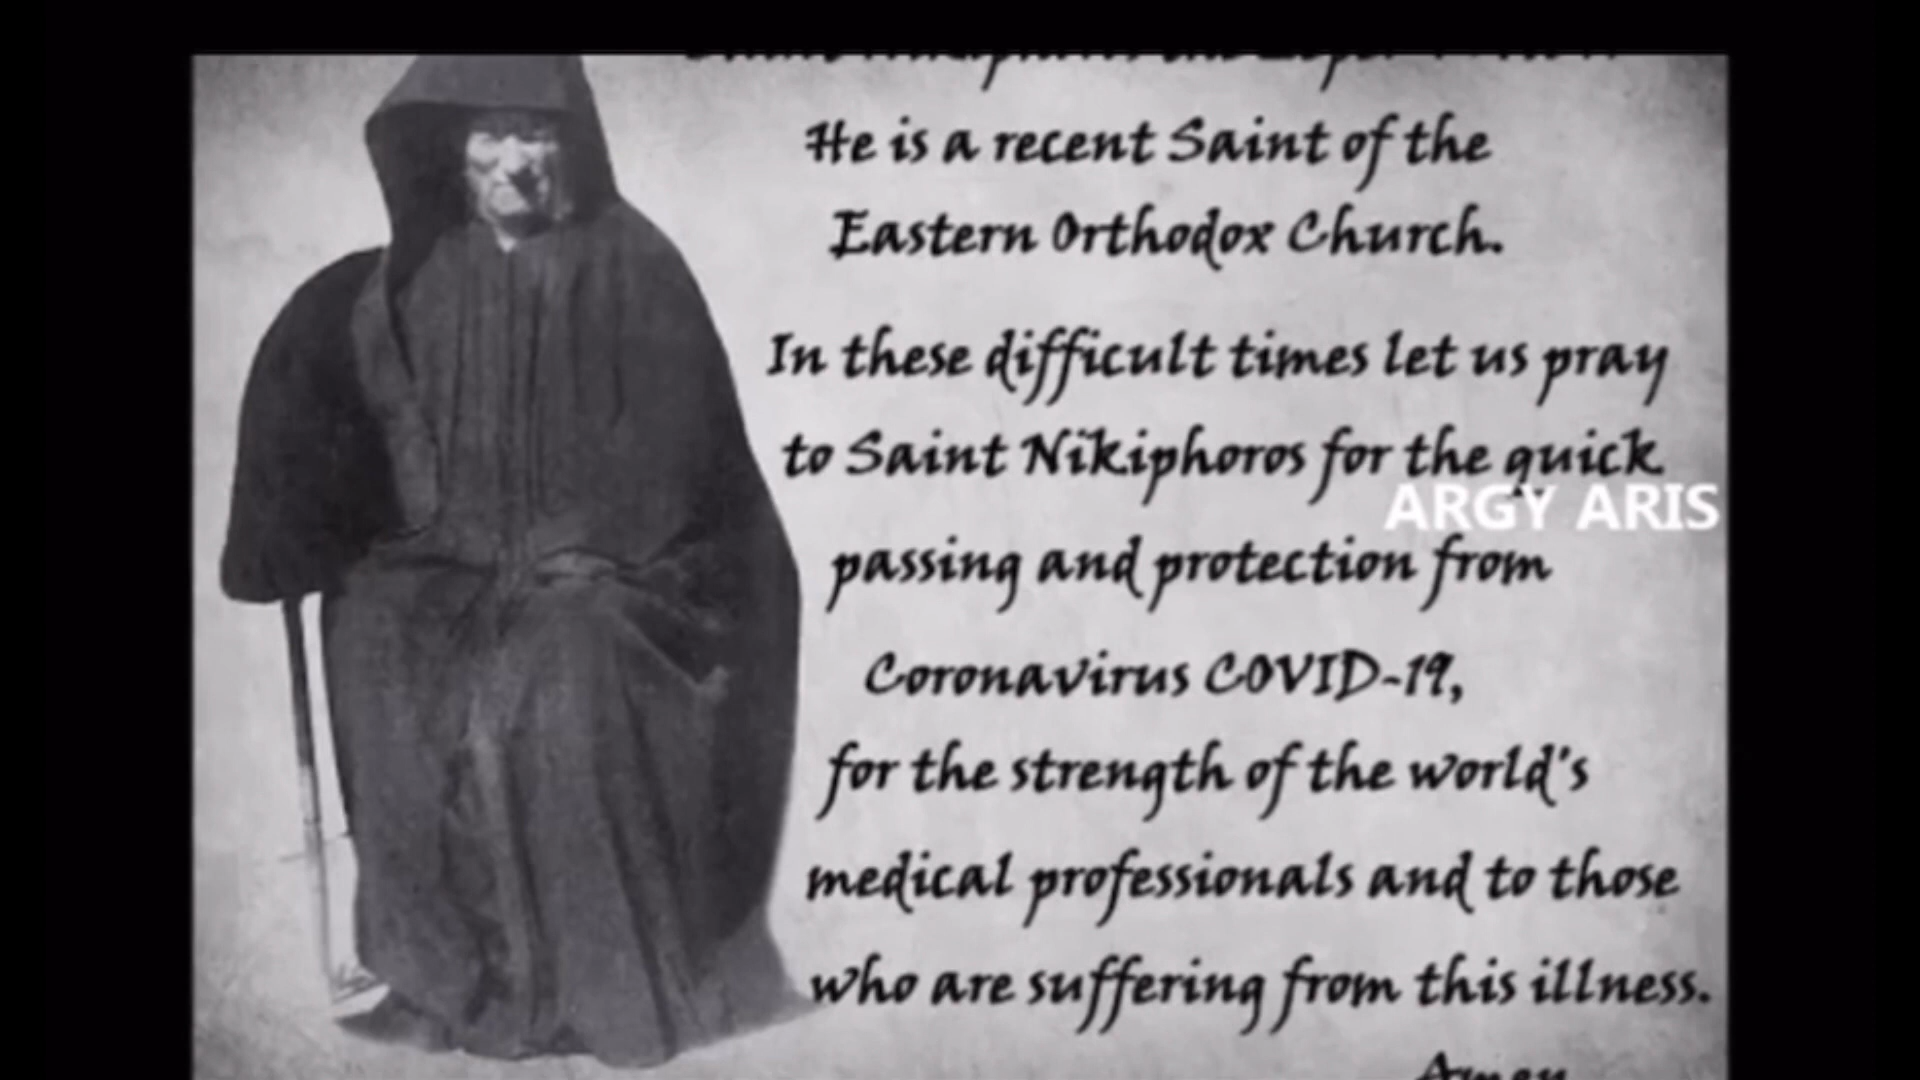 He is a recent Saint of the
Eastern Orthodox Church.
In these difficult times let us pray
to Saint Nikiphoros for the quick
ARGY ARIS
passing and protection from
Coronavirus COVID-19,
for the strength of the world's
medical professionals and to those
who are suffering from this illness.